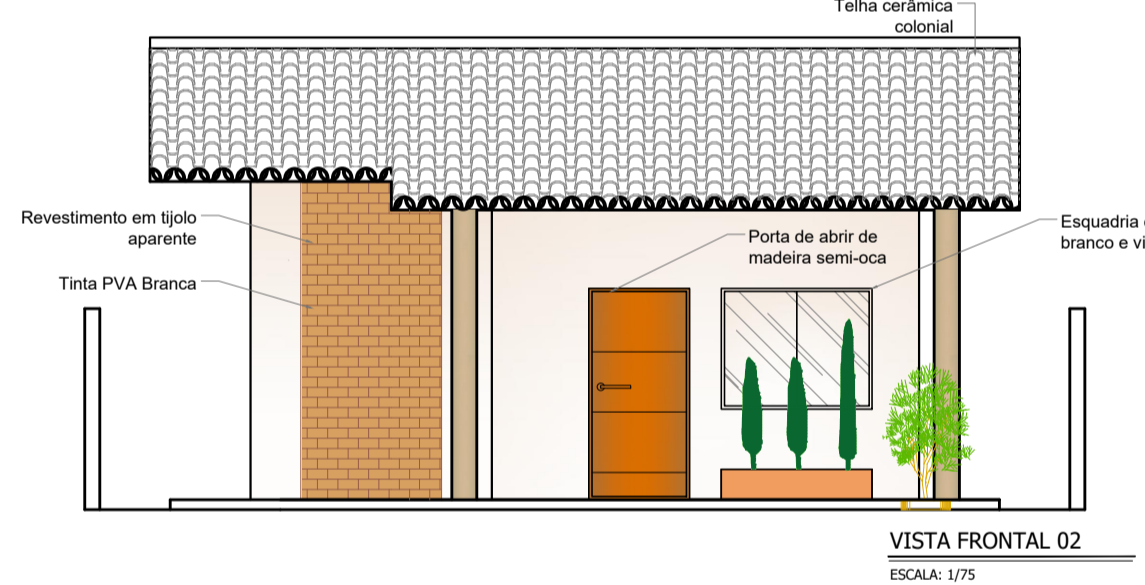 Telha cerâmica
colonial
Revestimento em tijolo
aparente
Tinta PVA Branca
Porta de abrir de
madeira semi-oca
Esquadria
branco e
VISTA FRONTAL 02
ESCALA: 1/75